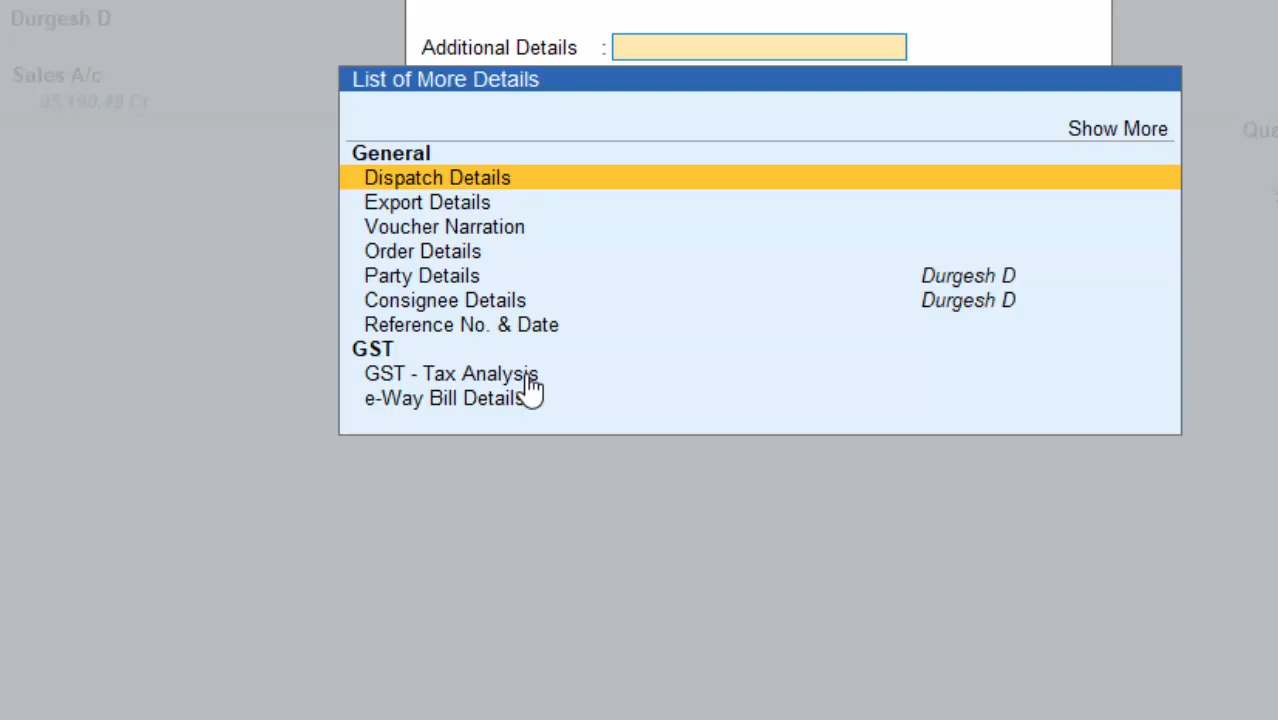 Durgesh D
Additional Details :
Sales A/c
List of More Details
Show More
General
Dispatch Details
Export Details
Voucher Narration
Order Details
Party Details Durgesh D
Consignee Details Durgesh D
Reference No. & Date
GST
GST - Tax Analysis
e-Way Bill Details